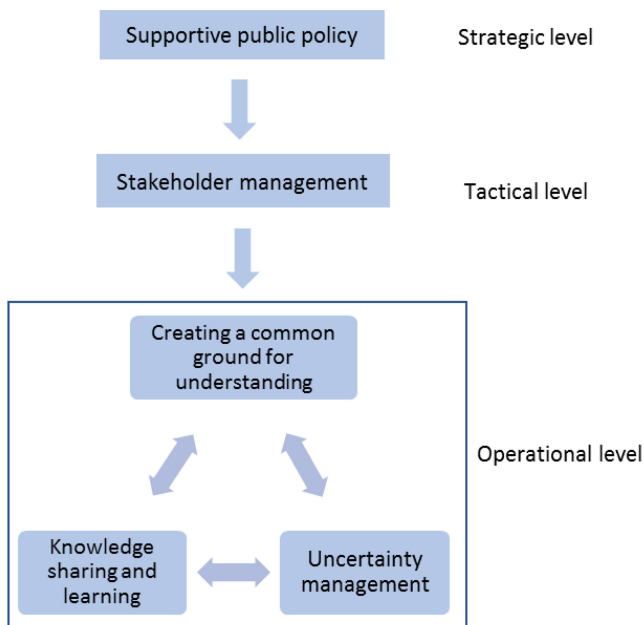 Supportive public policy
Strategic level
Stakeholder management
Tactical level
Creating a common
ground for
understanding
Operational level
Knowledge
sharing and
learning
Uncertainty
management